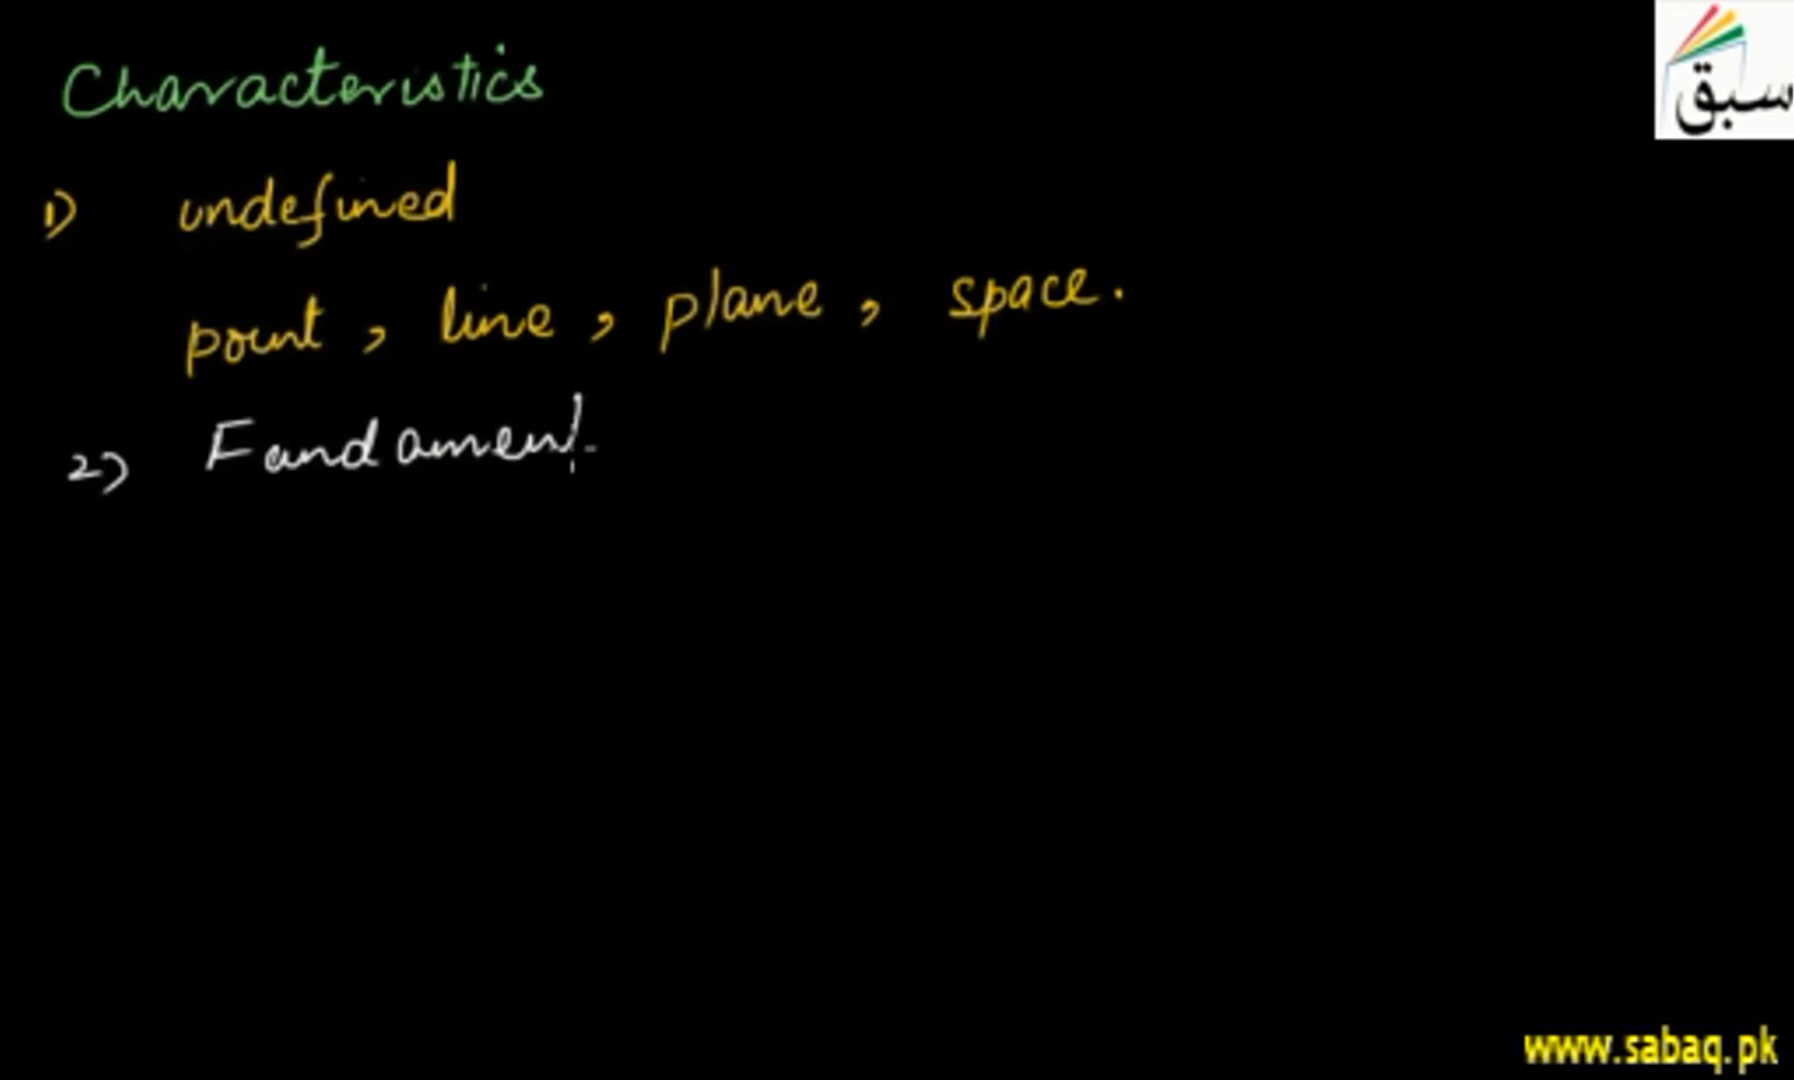 Characteristics
سبق
1) undefined
point, line, plane, space.
2) Fundament
www.sabaq.pk